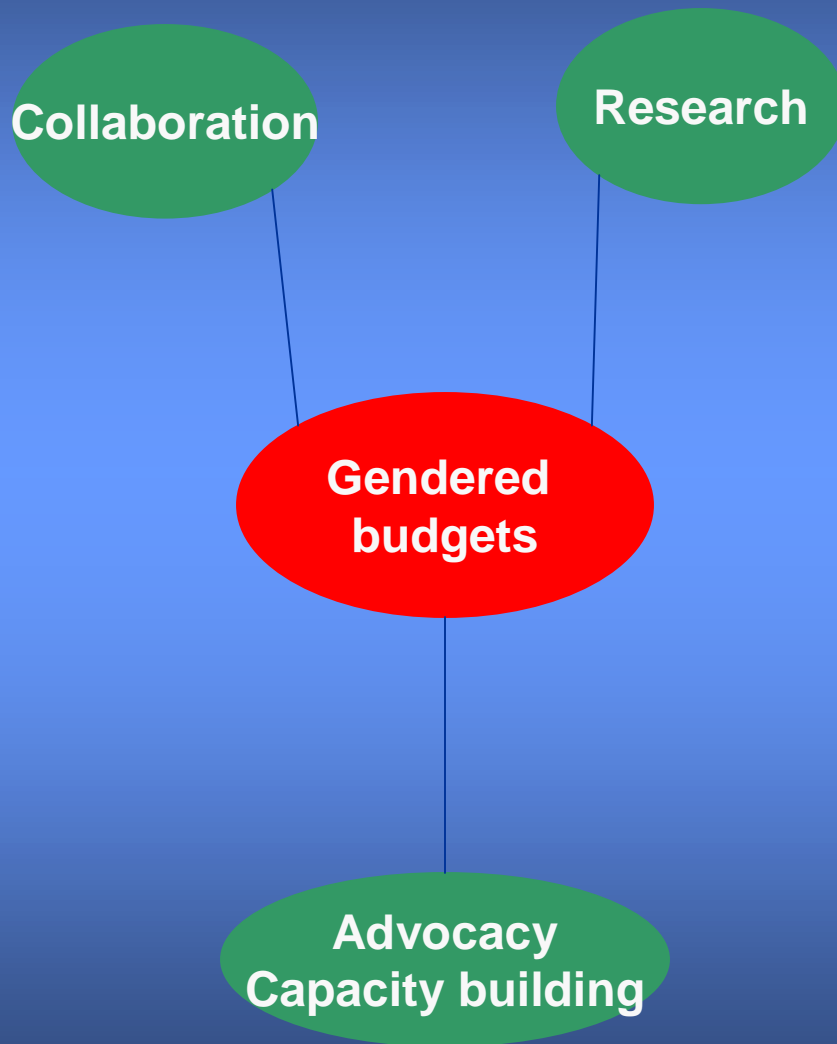 Collaboration
Research
Gendered
budgets
Advocacy
Capacity building